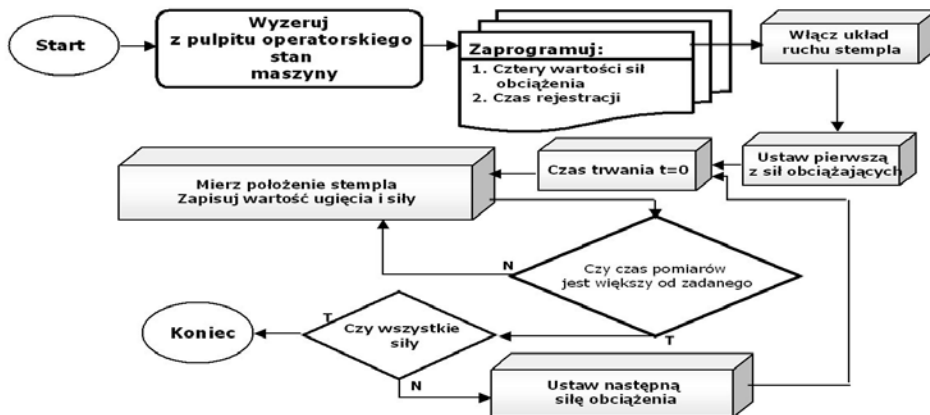 Start
Wyzeruj
z pulpitu operatorskiego
stan
maszyny
Zaprogramuj:
1. Cztery wartości sił
obciążenia
2. Czas rejestracji
Włącz układ
ruchu stempla
Ustaw pierwszą
z sił obciążających
Czas trwania t=0
Mierz położenie stempla
Zapisuj wartość ugięcia i siły
Czy czas pomiarów
jest większy od zadanego
N
T
Czy wszystkie
siły
T
Koniec
N
Ustaw następną
siłę obciążenia